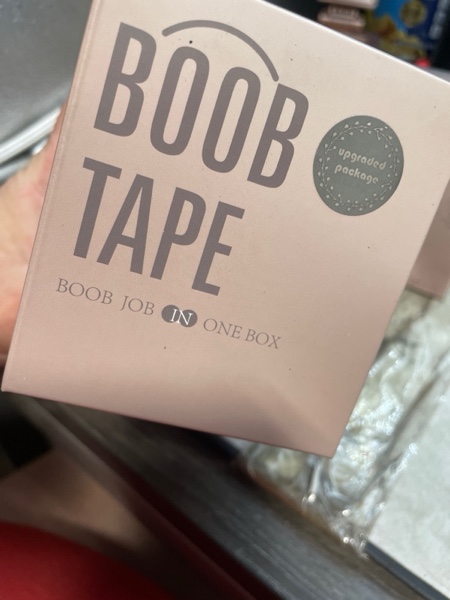 BOOB
TAPE
BOOB JOB IN ONE BOX
upgraded
package